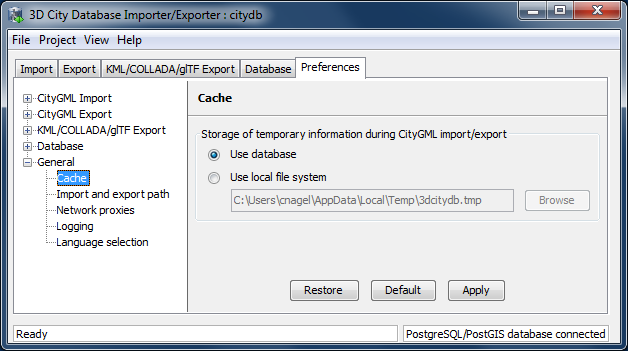 3D City Database Importer/Exporter : citydb
File Project View Help
Import Export KML/COLLADA/glTF Export Database Preferences
CityGML Import
CityGML Export
KML/COLLADA/glTF Export
Database
General
Cache
Import and export path
Network proxies
Logging
Language selection
Cache
Storage of temporary information during CityGML import/export
Use database
Use local file system
C:\Users\cnagel\AppData\Local\Temp\3dcitydb.tmp Browse
Restore Default Apply
Ready PostgreSQL/PostGIS database connected